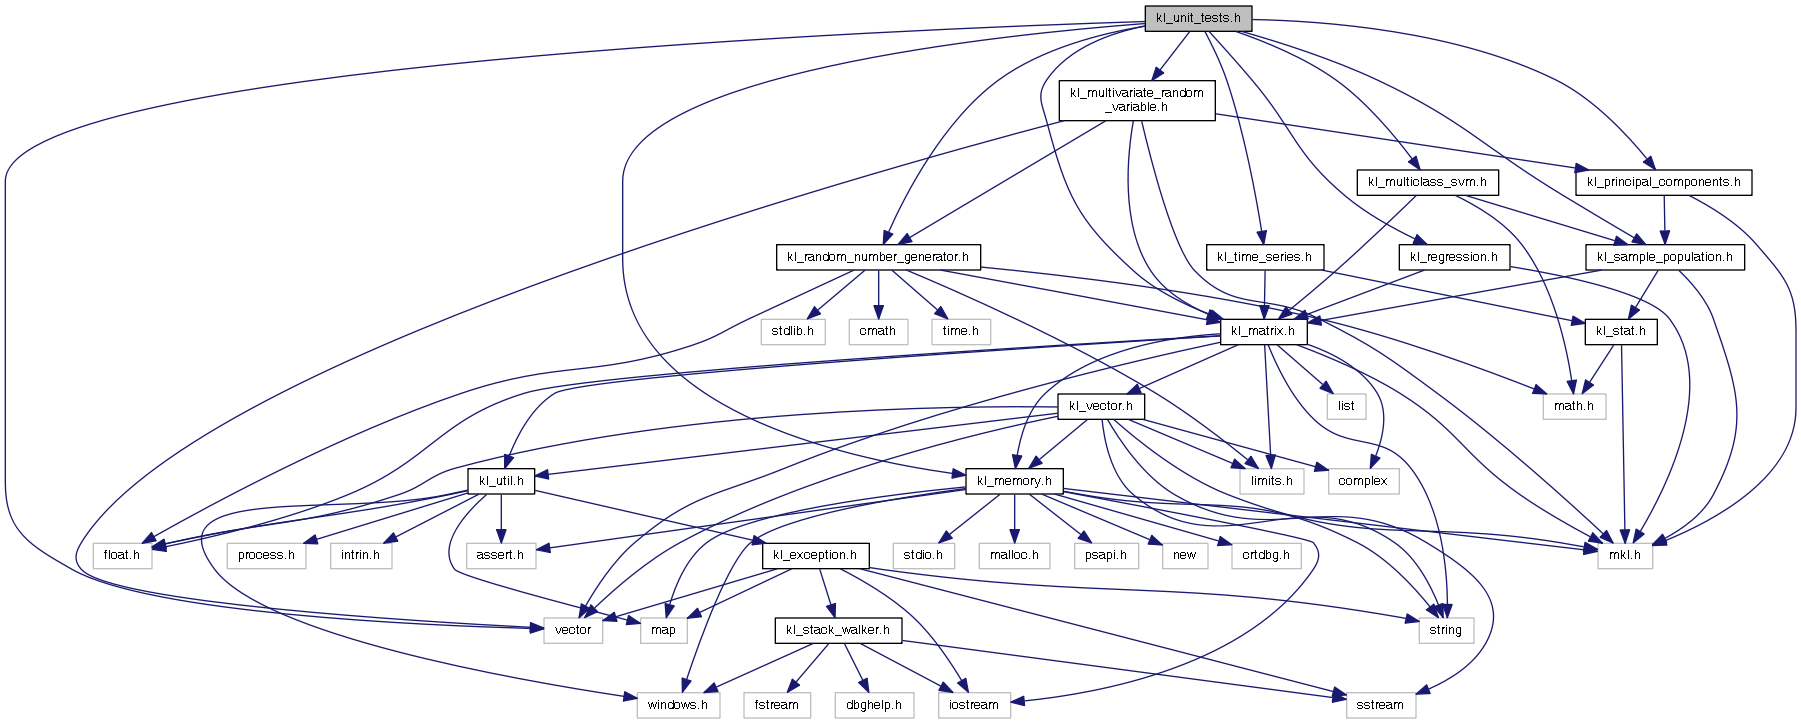 kl_unit_tests.h
kl_multivariate_random
_variable.h
kl_multiclass_svm.h
kl_principal_components.h
kl_random_number_generator.h
kl_time_series.h
kl_regression.h
kl_sample_population.h
stdlib.h
cmath
time.h
kl_matrix.h
kl_stat.h
kl_vector.h
list
math.h
kl_util.h
kl_memory.h
limits.h
complex
float.h
process.h
intrin.h
assert.h
kl_exception.h
stdio.h
malloc.h
psapi.h
new
crtdbg.h
mkl.h
vector
map
kl_stack_walker.h
string
windows.h
fstream
dbghelp.h
iostream
sstream